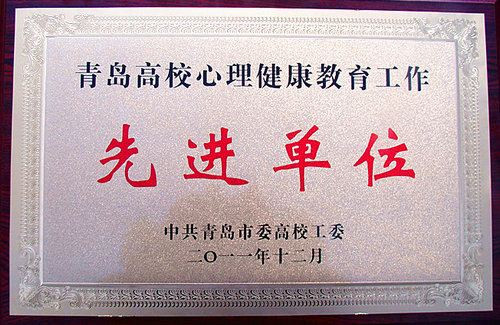 青岛高校心理健康教育工作
先进单位
中共青岛市委高校工委
二〇一一年十二月